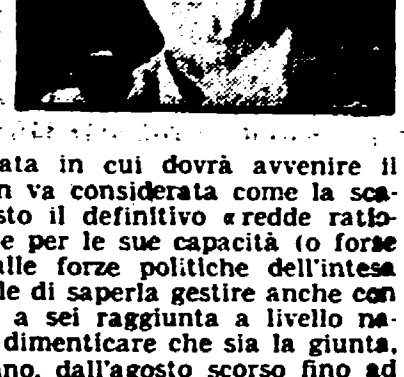 ata in cui dovrà avvenire il
n va considerata come la sca-
sto il definitivo «redde ratio-
e per le sue capacità (o forse
alle forze politiche dell'intesa
le di saperla gestire anche con
a sei raggiunta a livello na-
dimenticare che sia la giunta,
ano, dall'agosto scorso fino ad